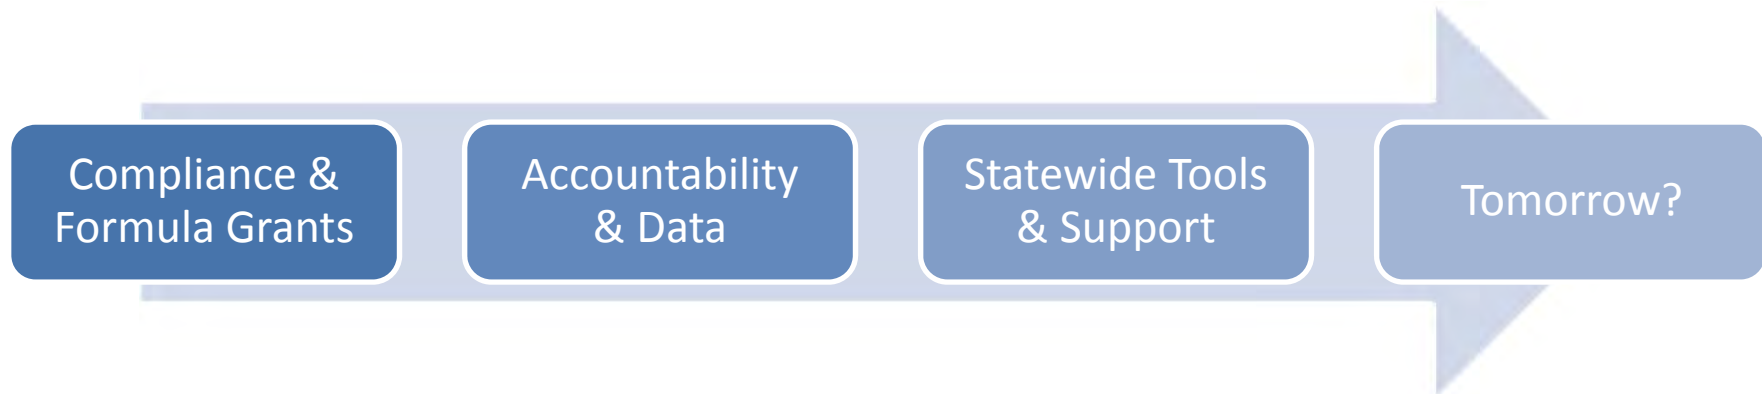 Compliance &
Formula Grants
Accountability
& Data
Statewide Tools
& Support
Tomorrow?